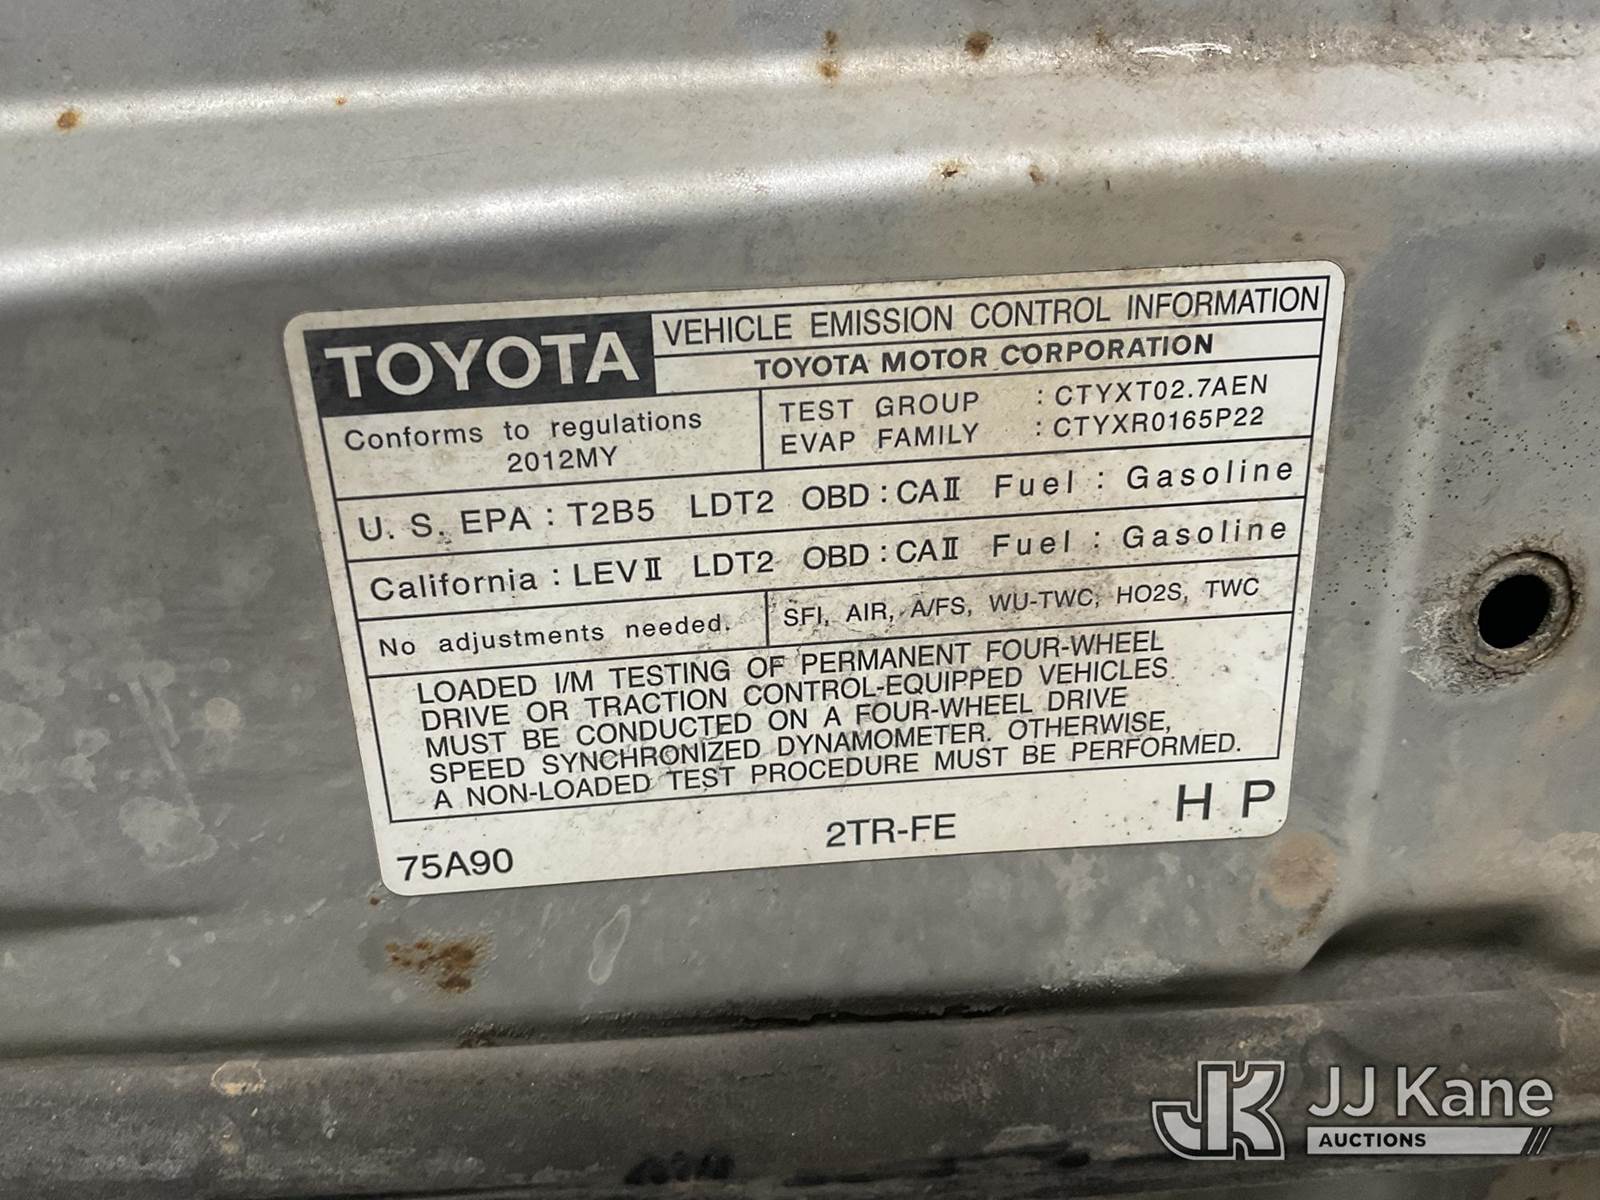 TOYOTA VEHICLE EMISSION CONTROL INFORMATION
TOYOTA MOTOR CORPORATION
Conforms to regulations
2012MY
TEST GROUP : CTYXT02.7AEN
EVAP FAMILY : CTYXR0165P22
U. S. EPA : T2B5 LDT2 OBD : CAⅡ Fuel : Gasoline
California : LEVⅡ LDT2 OBD : CAⅡ Fuel : Gasoline
No adjustments needed. SFI, AIR, A/FS, WU-TWC, HO2S, TWC
LOADED I/M TESTING OF PERMANENT FOUR-WHEEL
DRIVE OR TRACTION CONTROL-EQUIPPED VEHICLES
MUST BE CONDUCTED ON A FOUR-WHEEL DRIVE
SPEED SYNCHRONIZED DYNAMOMETER. OTHERWISE,
A NON-LOADED TEST PROCEDURE MUST BE PERFORMED.
75A90 2TR-FE H P
JK JJ Kane
AUCTIONS